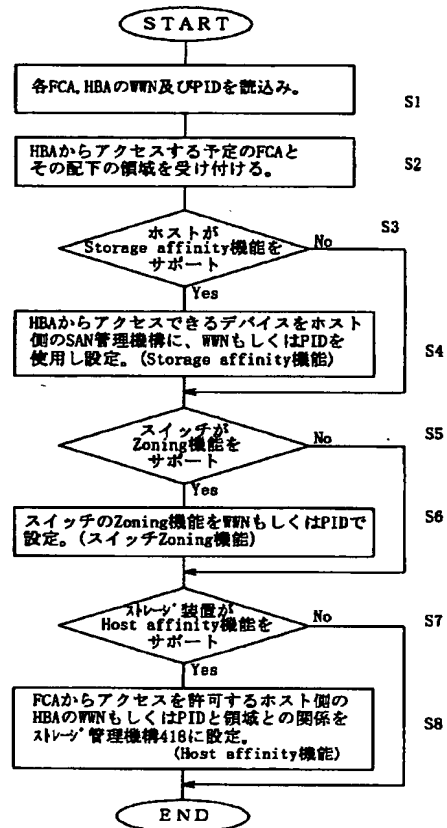 START
各FCA, HBAのWWN及びPIDを読込み。
S1
HBAからアクセスする予定のFCAと
その配下の領域を受け付ける。
S2
ホストが
Storage affinity機能を
サポート
No
S3
Yes
HBAからアクセスできるデバイスをホスト
側のSAN管理機構に、WWNもしくはPIDを
使用し設定。(Storage affinity機能)
S4
スイッチが
Zoning機能を
サポート
No
S5
Yes
スイッチのZoning機能をWWNもしくはPIDで
設定。(スイッチZoning機能)
S6
ストレージ装置が
Host affinity機能を
サポート
No
S7
Yes
FCAからアクセスを許可するホスト側の
HBAのWWNもしくはPIDと領域との関係を
ストレージ管理機構418に設定。
(Host affinity機能)
S8
END